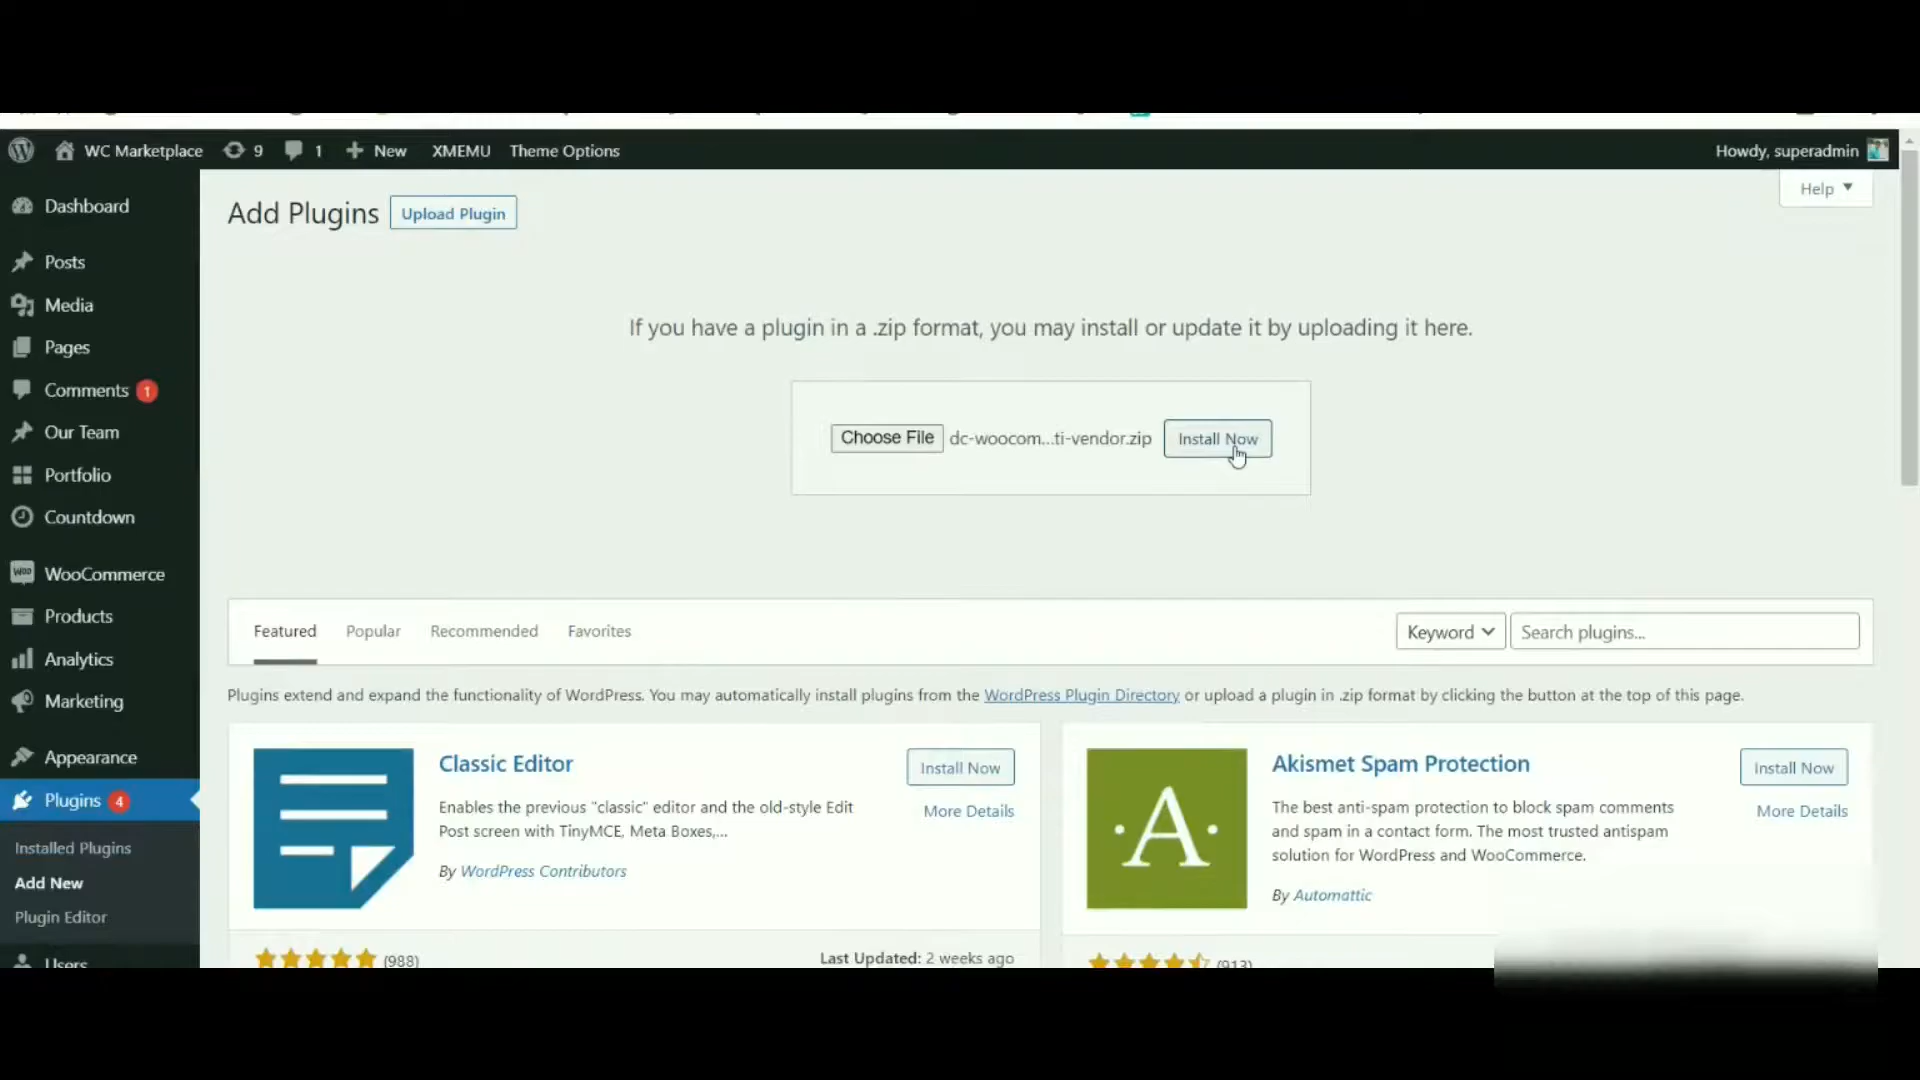 WC Marketplace 9 1 New XMEMU Theme Options Howdy, superadmin
Help
Dashboard
Posts
Media
Pages
Comments 1
Our Team
Portfolio
Countdown
WooCommerce
Products
Analytics
Marketing
Appearance
Plugins 4
Installed Plugins
Add New
Plugin Editor
Users
Add Plugins Upload Plugin
If you have a plugin in a .zip format, you may install or update it by uploading it here.
Choose File dc-woocom...ti-vendor.zip Install Now
Featured Popular Recommended Favorites Keyword Search plugins...
Plugins extend and expand the functionality of WordPress. You may automatically install plugins from the WordPress Plugin Directory or upload a plugin in .zip format by clicking the button at the top of this page.
Classic Editor
Install Now
More Details
Enables the previous "classic" editor and the old-style Edit
Post screen with TinyMCE, Meta Boxes,...
By WordPress Contributors
(988)
Last Updated: 2 weeks ago
A
Akismet Spam Protection
Install Now
More Details
The best anti-spam protection to block spam comments
and spam in a contact form. The most trusted antispam
solution for WordPress and WooCommerce.
By Automattic
(913)